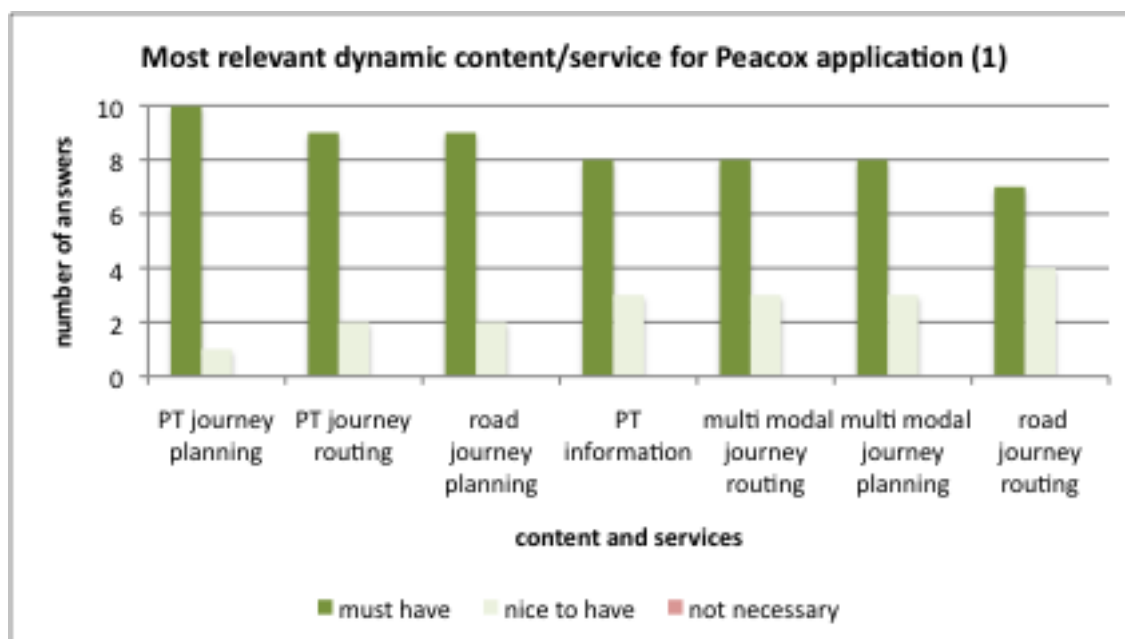 Most relevant dynamic content/service for Peacox application (1)
number of answers
10
8
6
4
2
0
PT journey planning
PT journey routing
road journey planning
PT information
multi modal journey routing
multi modal journey planning
road journey routing
content and services
must have
nice to have
not necessary